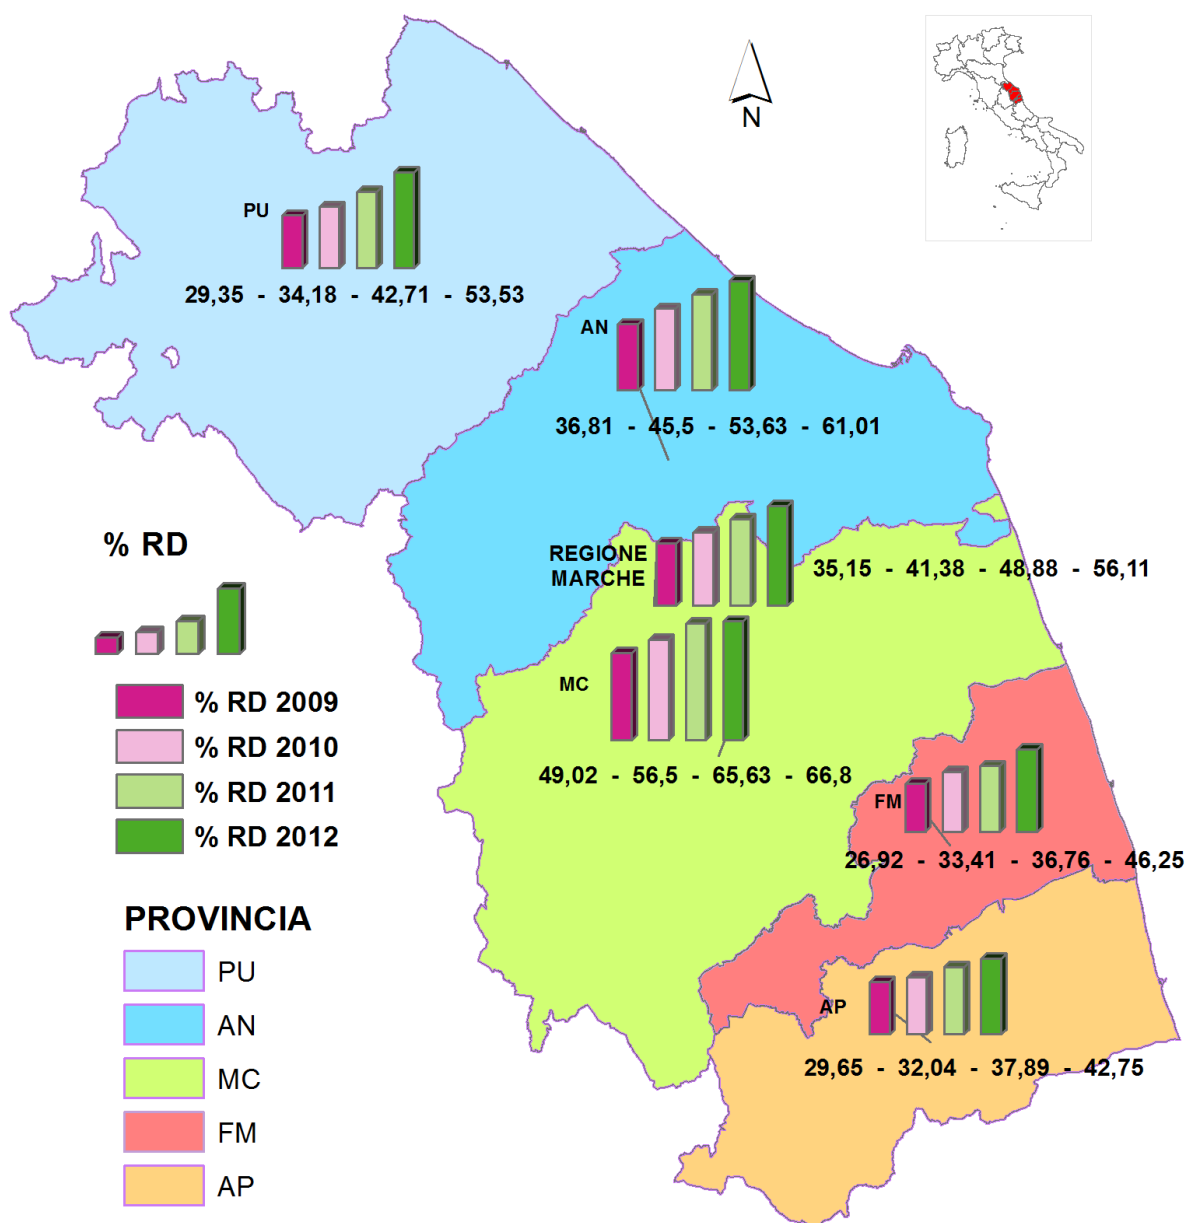 N
PU
29,35 - 34,18 - 42,71 - 53,53
AN
36,81 - 45,5 - 53,63 - 61,01
REGIONE
MARCHE
35,15 - 41,38 - 48,88 - 56,11
MC
49,02 - 56,5 - 65,63 - 66,8
FM
26,92 - 33,41 - 36,76 - 46,25
AP
29,65 - 32,04 - 37,89 - 42,75
% RD
% RD 2009
% RD 2010
% RD 2011
% RD 2012
PROVINCIA
PU
AN
MC
FM
AP